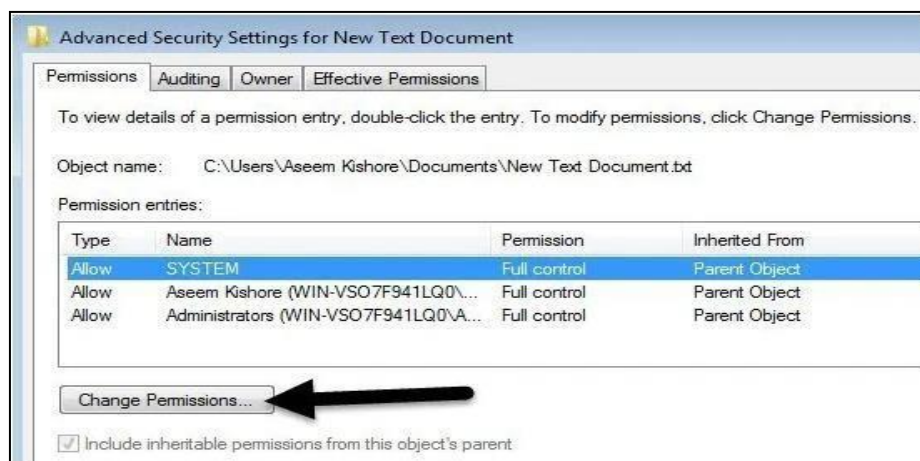 Advanced Security Settings for New Text Document
Permissions Auditing Owner Effective Permissions
To view details of a permission entry, double-click the entry. To modify permissions, click Change Permissions.
Object name: C:\Users\Aseem Kishore\Documents\New Text Document.txt
Permission entries:
Type Name Permission Inherited From
Allow SYSTEM Full control Parent Object
Allow Aseem Kishore (WIN-VSO7F941LQ0\... Full control Parent Object
Allow Administrators (WIN-VSO7F941LQ0\A... Full control Parent Object
Change Permissions...
Include inheritable permissions from this object's parent